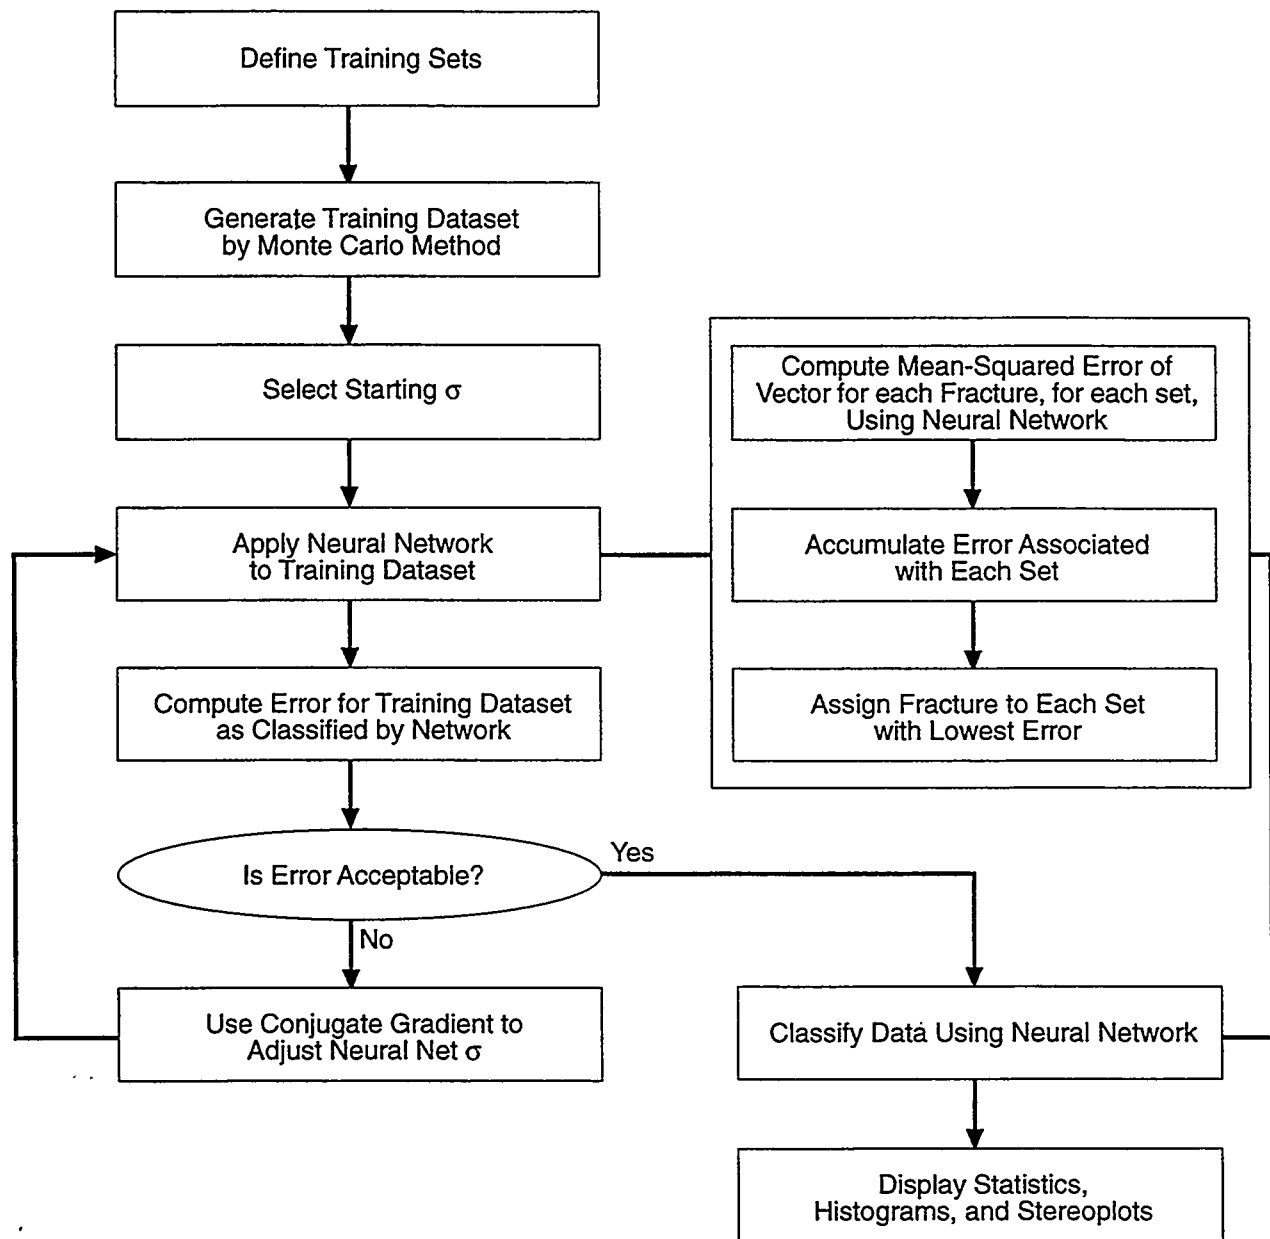 Define Training Sets
Generate Training Dataset
by Monte Carlo Method
Select Starting σ
Apply Neural Network
to Training Dataset
Compute Error for Training Dataset
as Classified by Network
Is Error Acceptable?
Yes
No
Use Conjugate Gradient to
Adjust Neural Net σ
Compute Mean-Squared Error of
Vector for each Fracture, for each set,
Using Neural Network
Accumulate Error Associated
with Each Set
Assign Fracture to Each Set
with Lowest Error
Classify Data Using Neural Network
Display Statistics,
Histograms, and Stereoplots